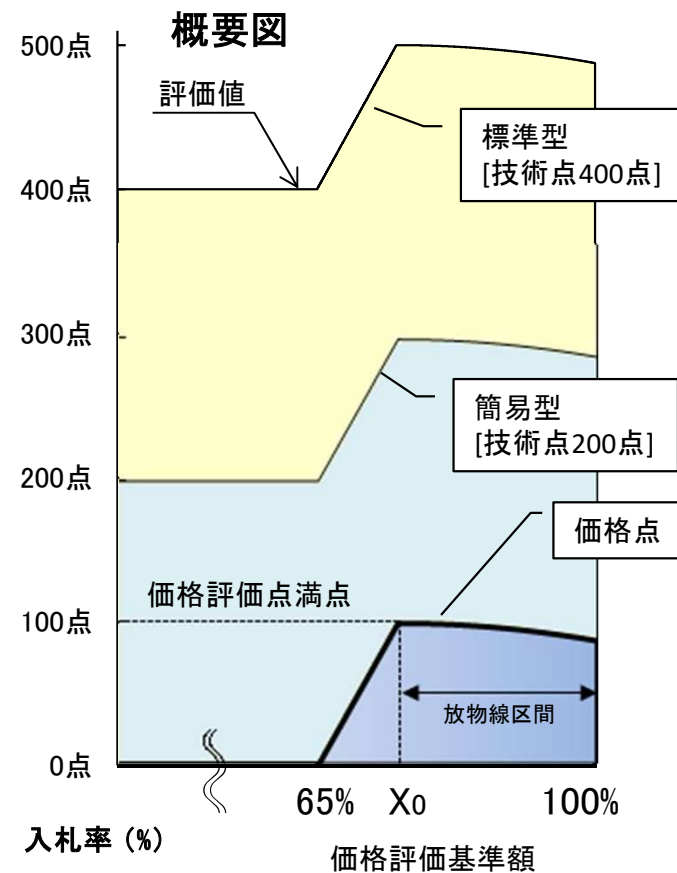 概要図
500点
評価値
標準型
[技術点400点]
400点
300点
簡易型
[技術点200点]
200点
価格点
価格評価点満点
100点
放物線区間
0点
65%
X0
100%
入札率 (%)
価格評価基準額